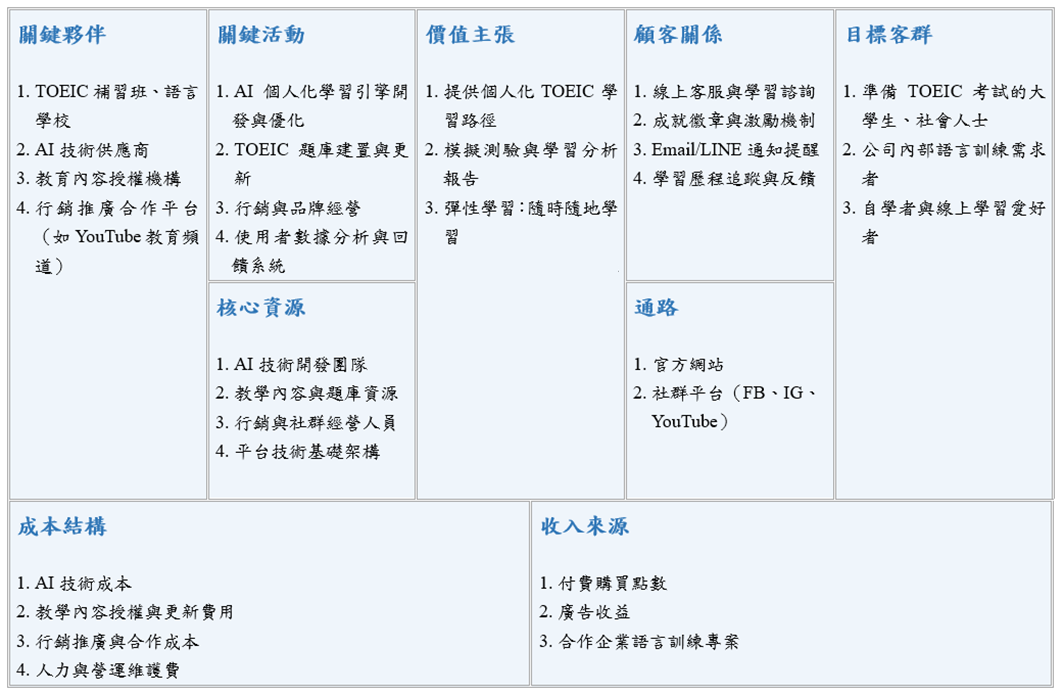 關鍵夥伴
1. TOEIC 補習班、語言
學校
2. AI 技術供應商
3. 教育內容授權機構
4. 行銷推廣合作平台
（如 YouTube 教育頻
道）
關鍵活動
1. AI 個人化學習引擎開
發與優化
2. TOEIC 題庫建置與更
新
3. 行銷與品牌經營
4. 使用者數據分析與回
饋系統
核心資源
1. AI 技術開發團隊
2. 教學內容與題庫資源
3. 行銷與社群經營人員
4. 平台技術基礎架構
價值主張
1. 提供個人化 TOEIC 學
習路徑
2. 模擬測驗與學習分析
報告
3. 彈性學習：隨時隨地學
習
顧客關係
1. 線上客服與學習諮詢
2. 成就徽章與激勵機制
3. Email/LINE 通知提醒
4. 學習歷程追蹤與反饋
通路
1. 官方網站
2. 社群平台（FB、IG、
YouTube）
目標客群
1. 準備 TOEIC 考試的大
學生、社會人士
2. 公司內部語言訓練需求
者
3. 自學者與線上學習愛好
者
成本結構
1. AI 技術成本
2. 教學內容授權與更新費用
3. 行銷推廣與合作成本
4. 人力與營運維護費
收入來源
1. 付費購買點數
2. 廣告收益
3. 合作企業語言訓練專案